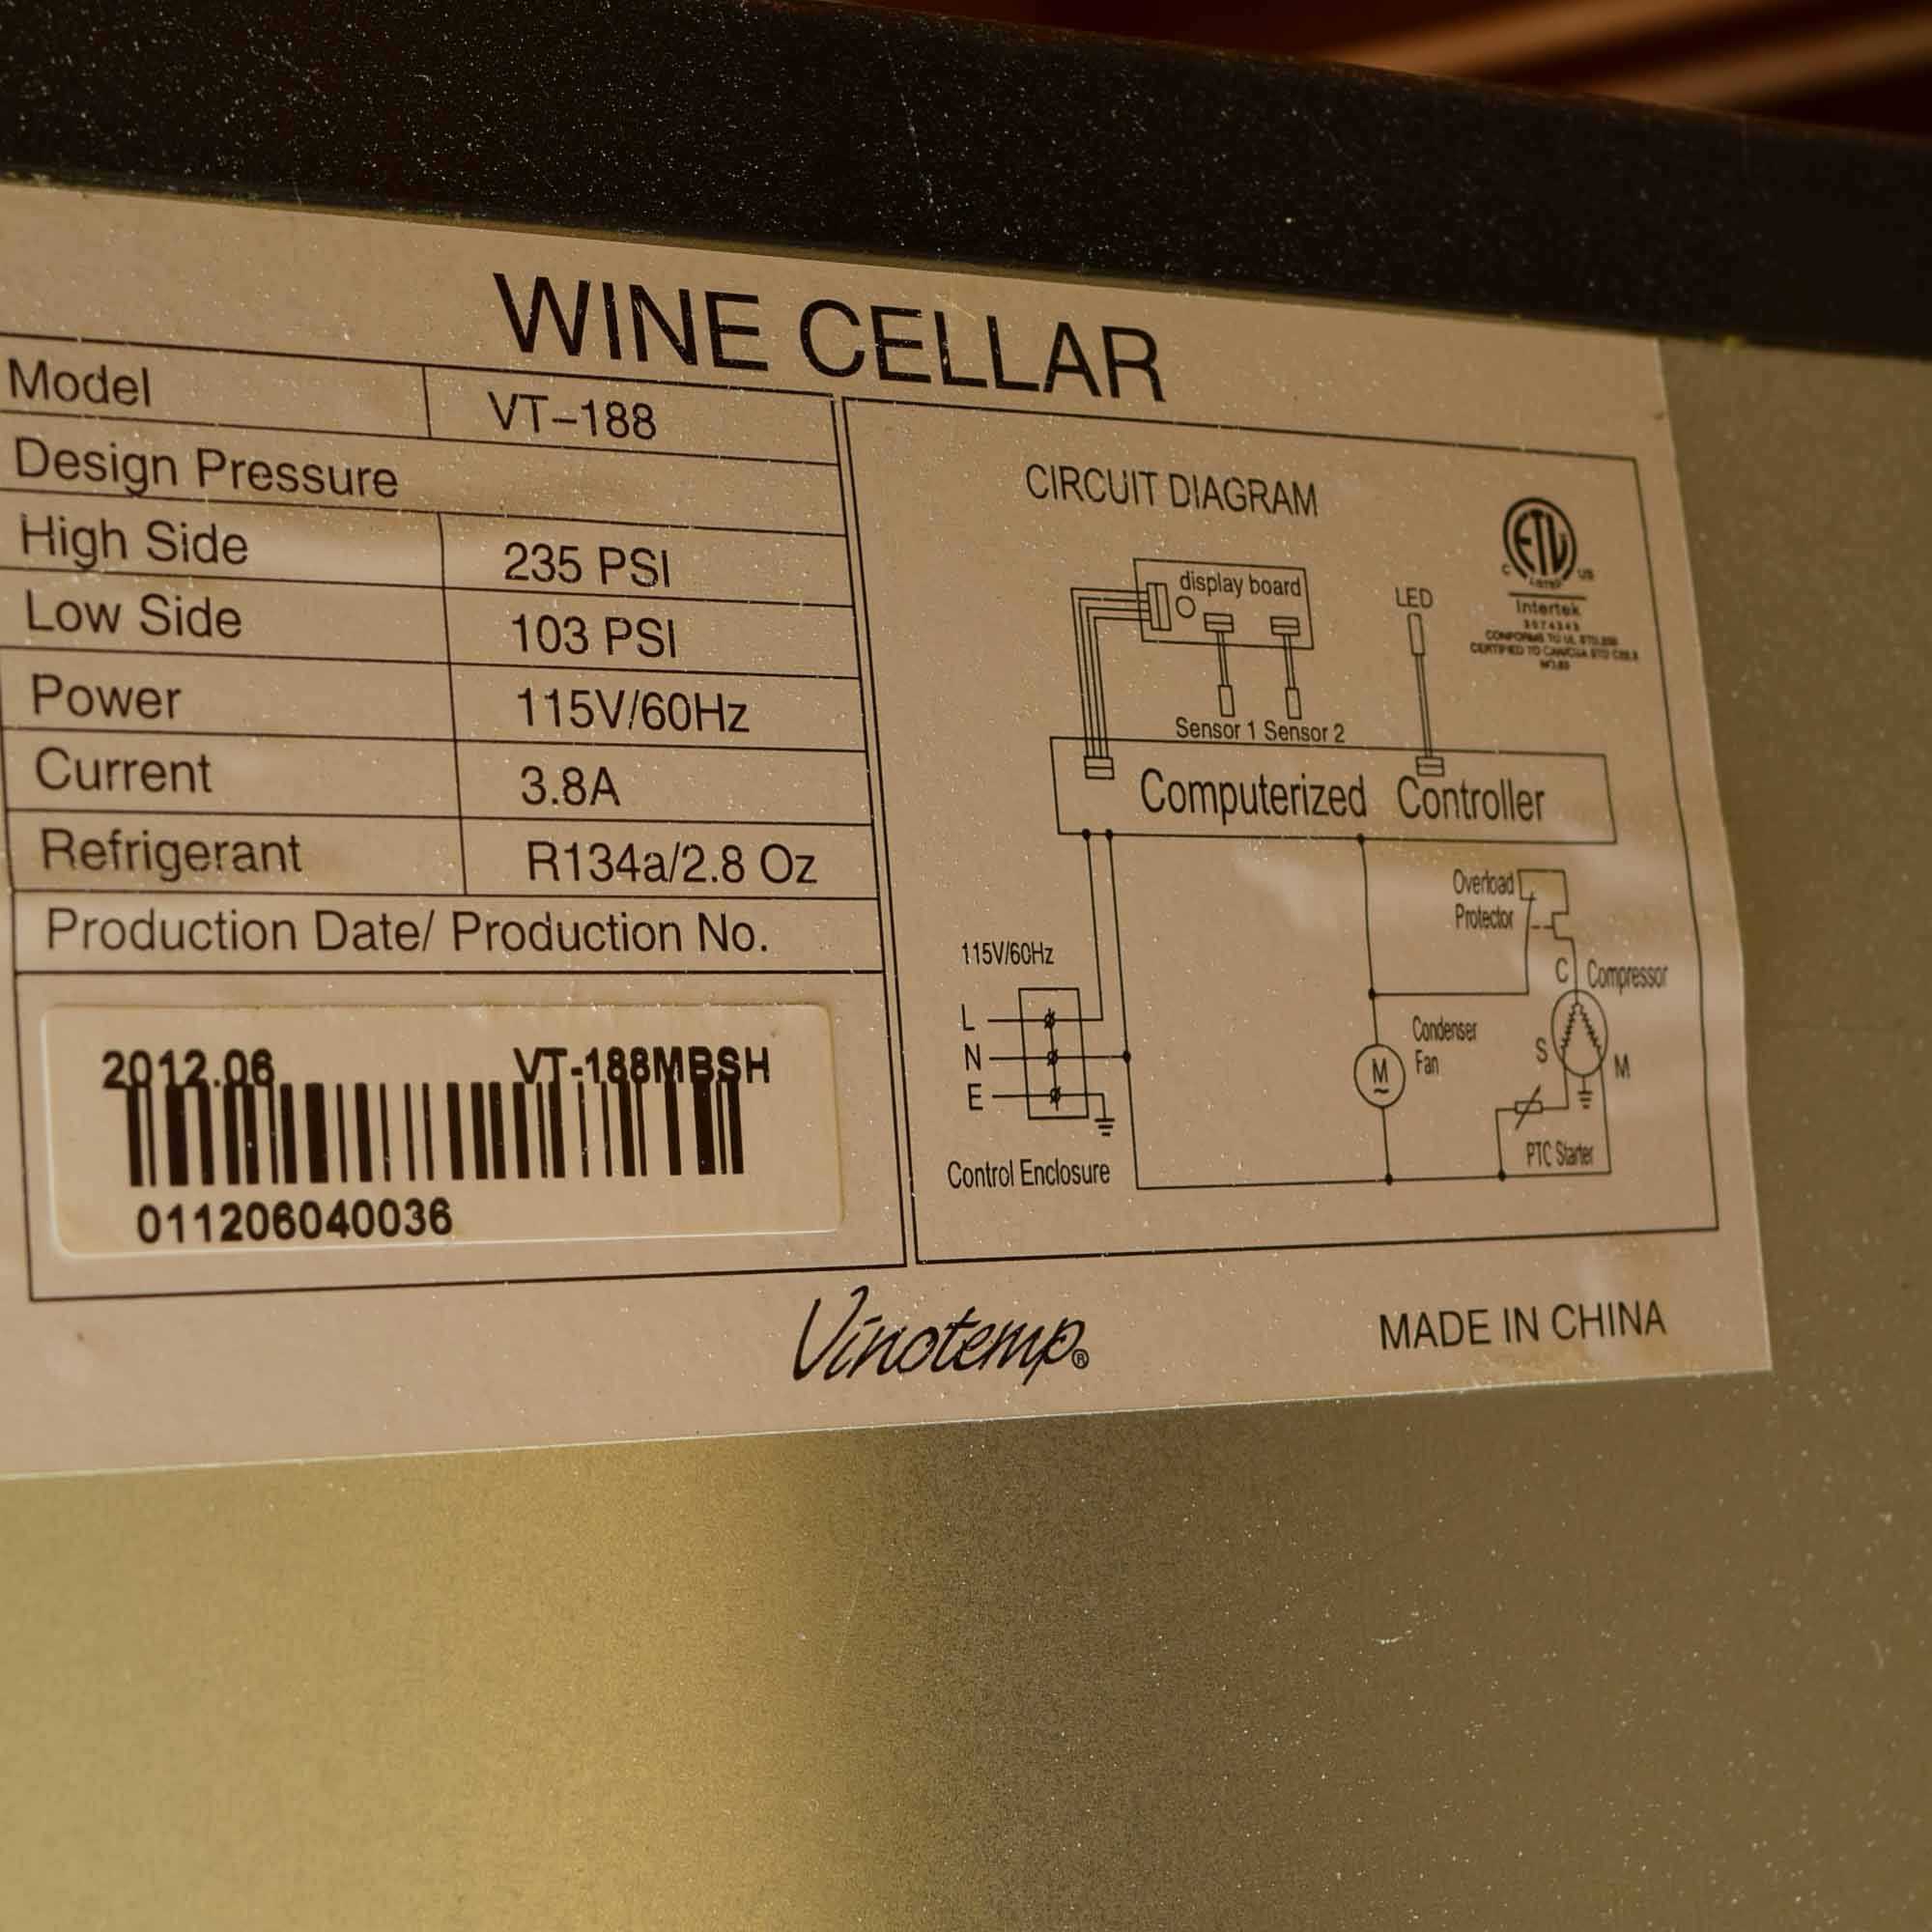 WINE CELLAR
Model VT-188
Design Pressure
High Side 235 PSI
Low Side 103 PSI
Power 115V/60Hz
Current 3.8A
Refrigerant R134a/2.8 Oz
Production Date/ Production No.
2012.06 VT-188MBSH
011206040036
CIRCUIT DIAGRAM
ETL
C LISTED US
Intertek
display board
LED
Sensor 1 Sensor 2
Computerized Controller
Overload
Protector
115V/60Hz
C Compressor
L
N
E
Condenser
Fan
S
M
M
PTC Starter
Control Enclosure
Vinotemp®
MADE IN CHINA